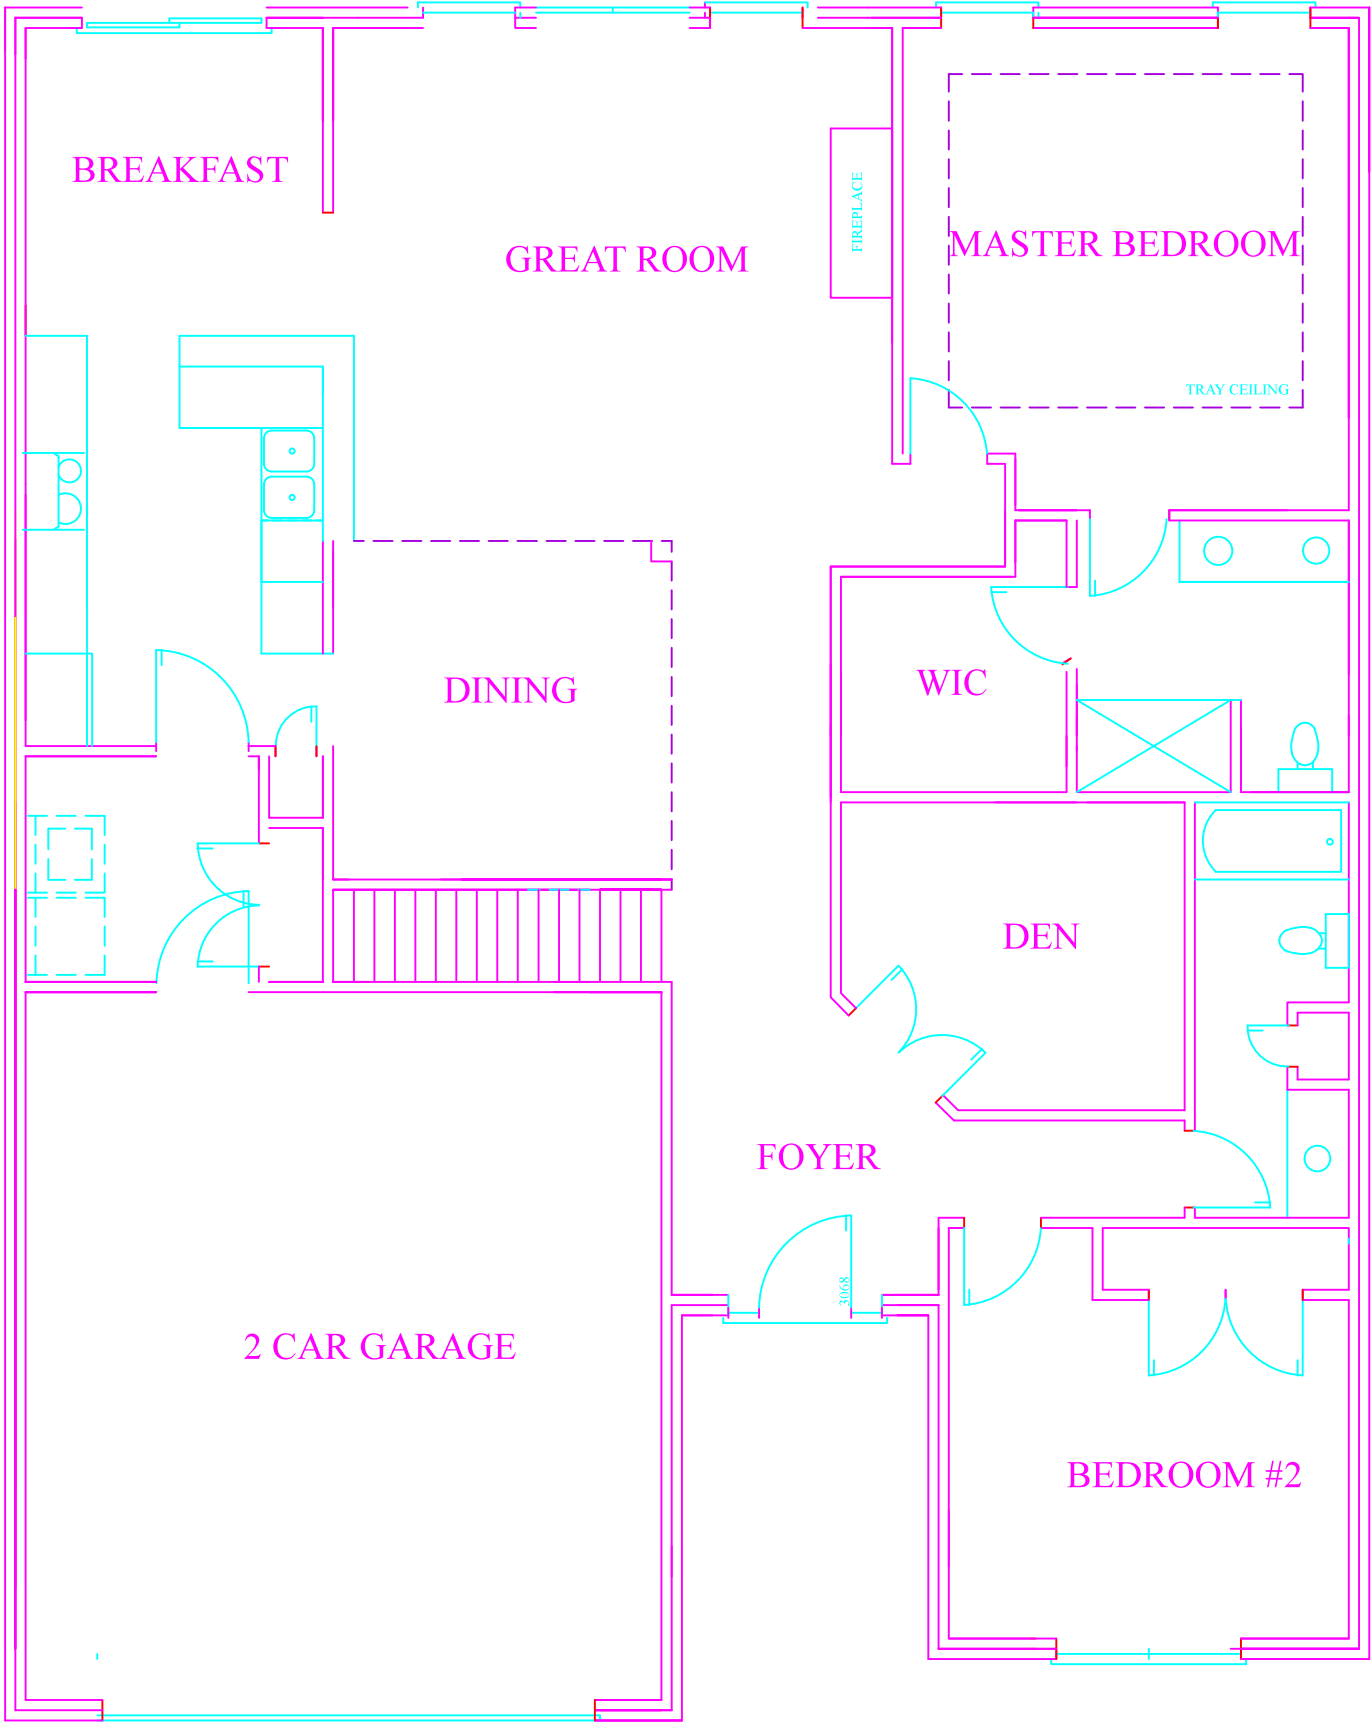 BREAKFAST
GREAT ROOM
FIREPLACE
MASTER BEDROOM
TRAY CEILING
DINING
WIC
DEN
FOYER
3068
2 CAR GARAGE
BEDROOM #2